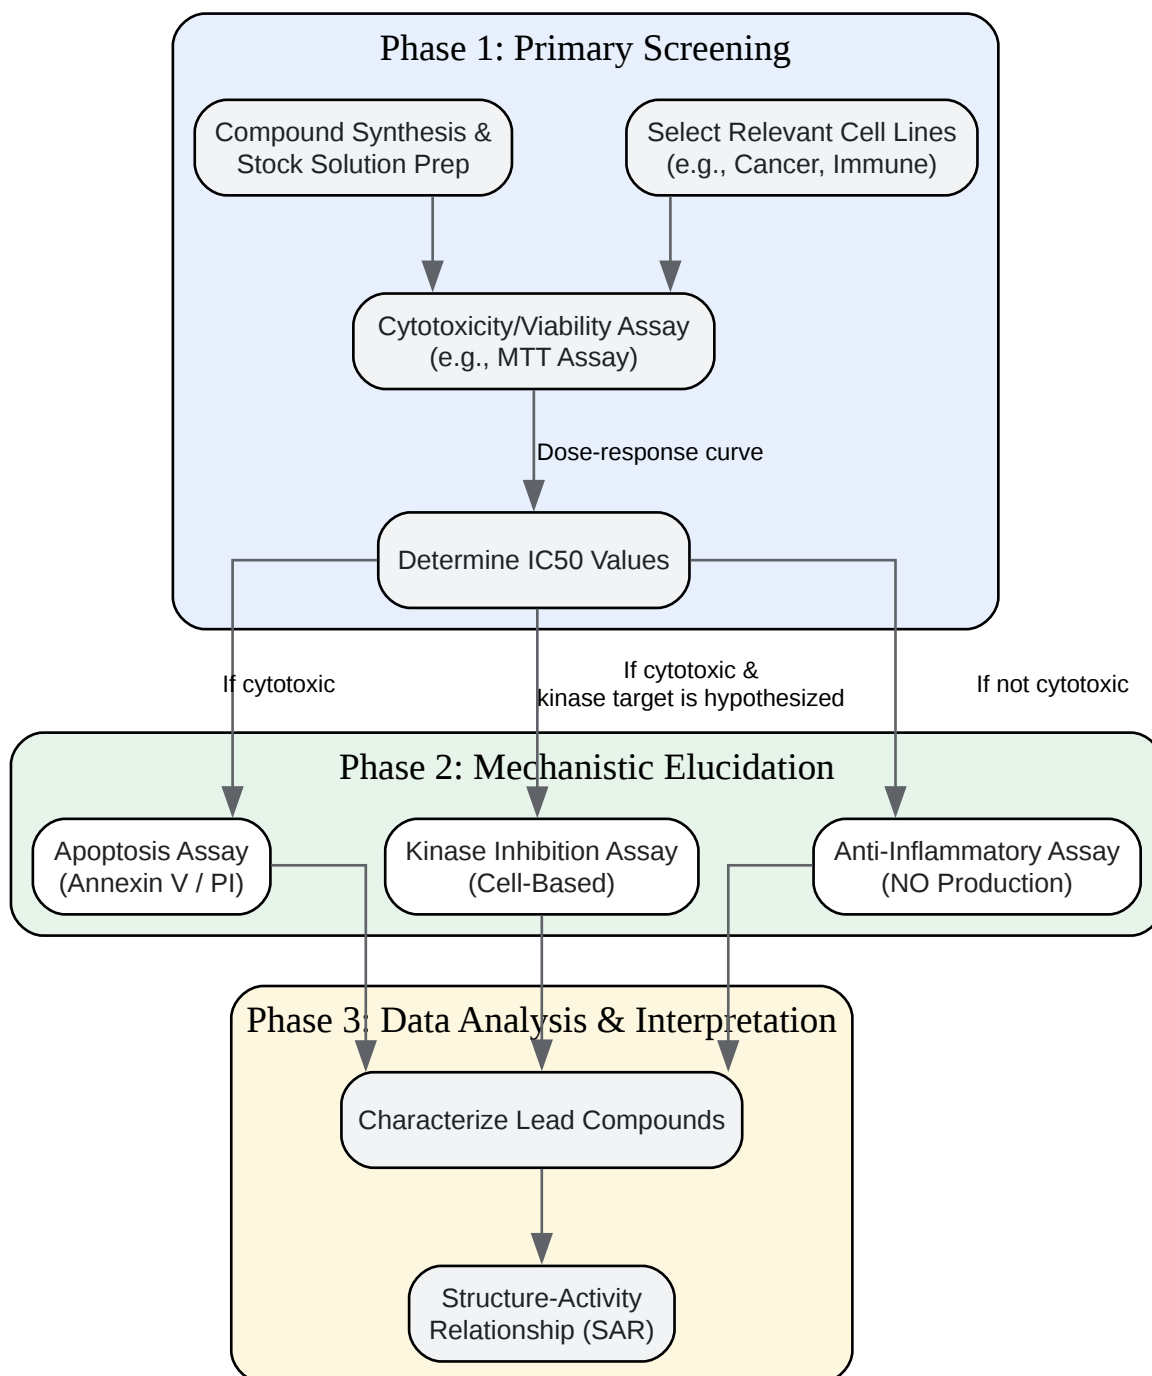 Phase 1: Primary Screening
Compound Synthesis &
Stock Solution Prep
Select Relevant Cell Lines
(e.g., Cancer, Immune)
Cytotoxicity/Viability Assay
(e.g., MTT Assay)
Dose-response curve
Determine IC50 Values
If cytotoxic
If cytotoxic &
kinase target is hypothesized
If not cytotoxic
Phase 2: Mechanistic Elucidation
Apoptosis Assay
(Annexin V / PI)
Kinase Inhibition Assay
(Cell-Based)
Anti-Inflammatory Assay
(NO Production)
Phase 3: Data Analysis & Interpretation
Characterize Lead Compounds
Structure-Activity
Relationship (SAR)